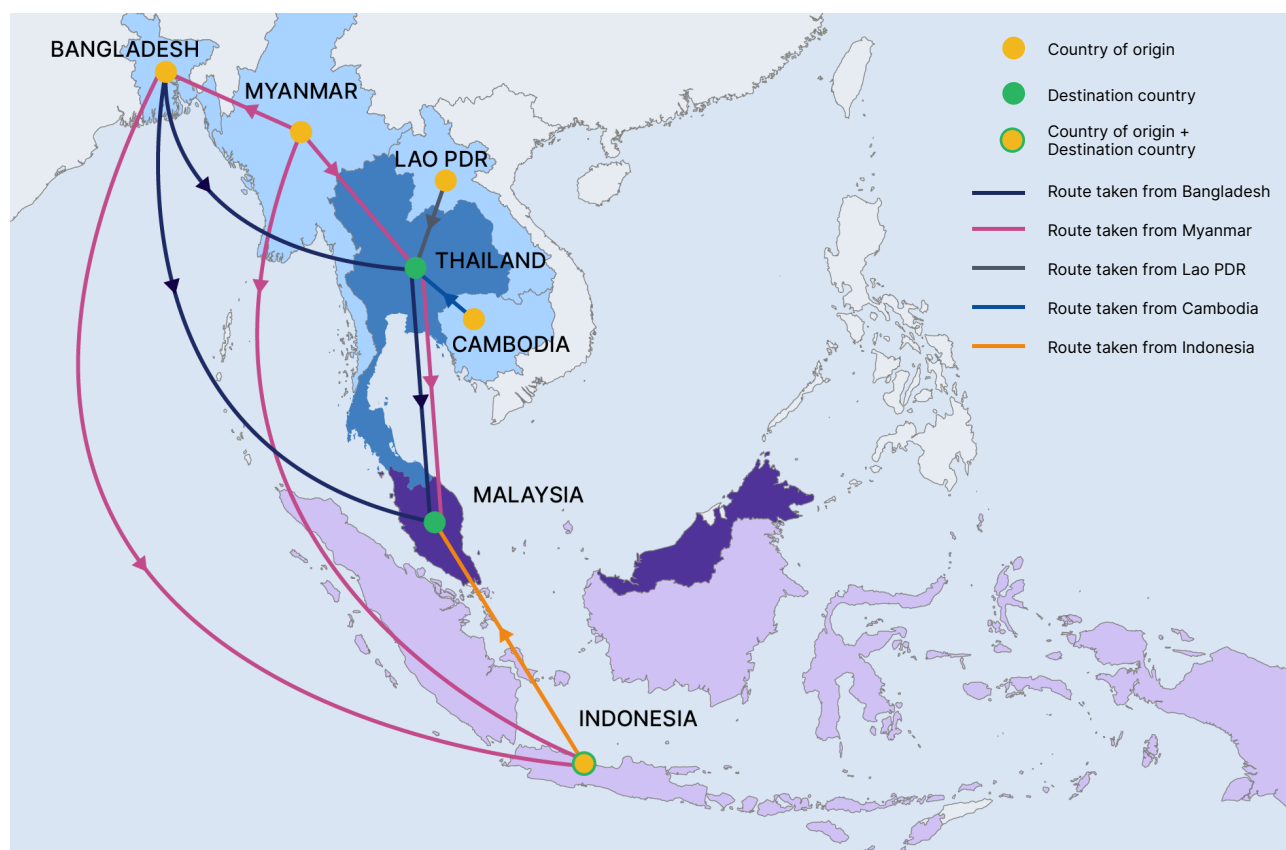 BANGLADESH
MYANMAR
LAO PDR
THAILAND
CAMBODIA
MALAYSIA
INDONESIA
Country of origin
Destination country
Country of origin +
Destination country
Route taken from Bangladesh
Route taken from Myanmar
Route taken from Lao PDR
Route taken from Cambodia
Route taken from Indonesia